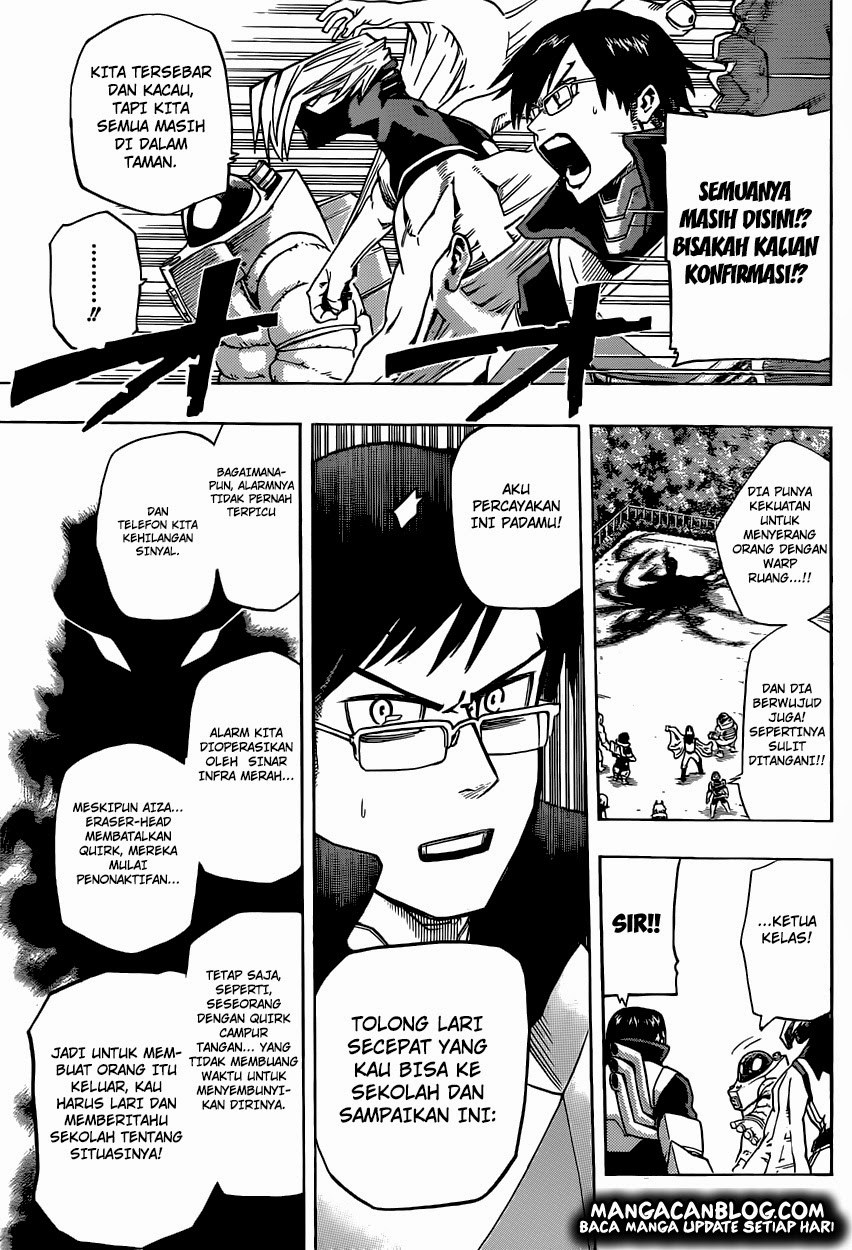 SEMUANYA
MASIH DISINI!?
BISAKAH KALIAN
KONFIRMASI!?
KITA TERSEBAR
DAN KACAU,
TAPI KITA
SEMUA MASIH
DI DALAM
TAMAN.
........!!
オ
オ
DIA PUNYA
KEKUATAN
UNTUK
MENYERANG
ORANG DENGAN
WARP
RUANG...!!
DAN DIA
BERWUJUD
JUGA!
SEPERTINYA
SULIT
DITANGANI!!
...KETUA
KELAS!
SIR!!
AKU
PERCAYAKAN
INI PADAMU!
TOLONG LARI
SECEPAT YANG
KAU BISA KE
SEKOLAH DAN
SAMPAIKAN INI:
BAGAIMANA-
PUN, ALARMNYA
TIDAK PERNAH
TERPICU
DAN
TELEFON KITA
KEHILANGAN
SINYAL.
ALARM KITA
DIOPERASIKAN
OLEH SINAR
INFRA MERAH...
MESKIPUN AIZA...
ERASER-HEAD
MEMBATALKAN
QUIRK, MEREKA
MULAI
PENONAKTIFAN...
TETAP SAJA,
SEPERTI,
SESEORANG
DENGAN QUIRK
CAMPUR
TANGAN... YANG
TIDAK MEMBUANG
WAKTU UNTUK
MENYEMBUNYI-
KAN DIRINYA.
JADI UNTUK MEM-
BUAT ORANG ITU
KELUAR, KAU
HARUS LARI DAN
MEMBERITAHU
SEKOLAH TENTANG
SITUASINYA!
MANGACANBLOG.COM
BACA MANGA UPDATE SETIAP HARI